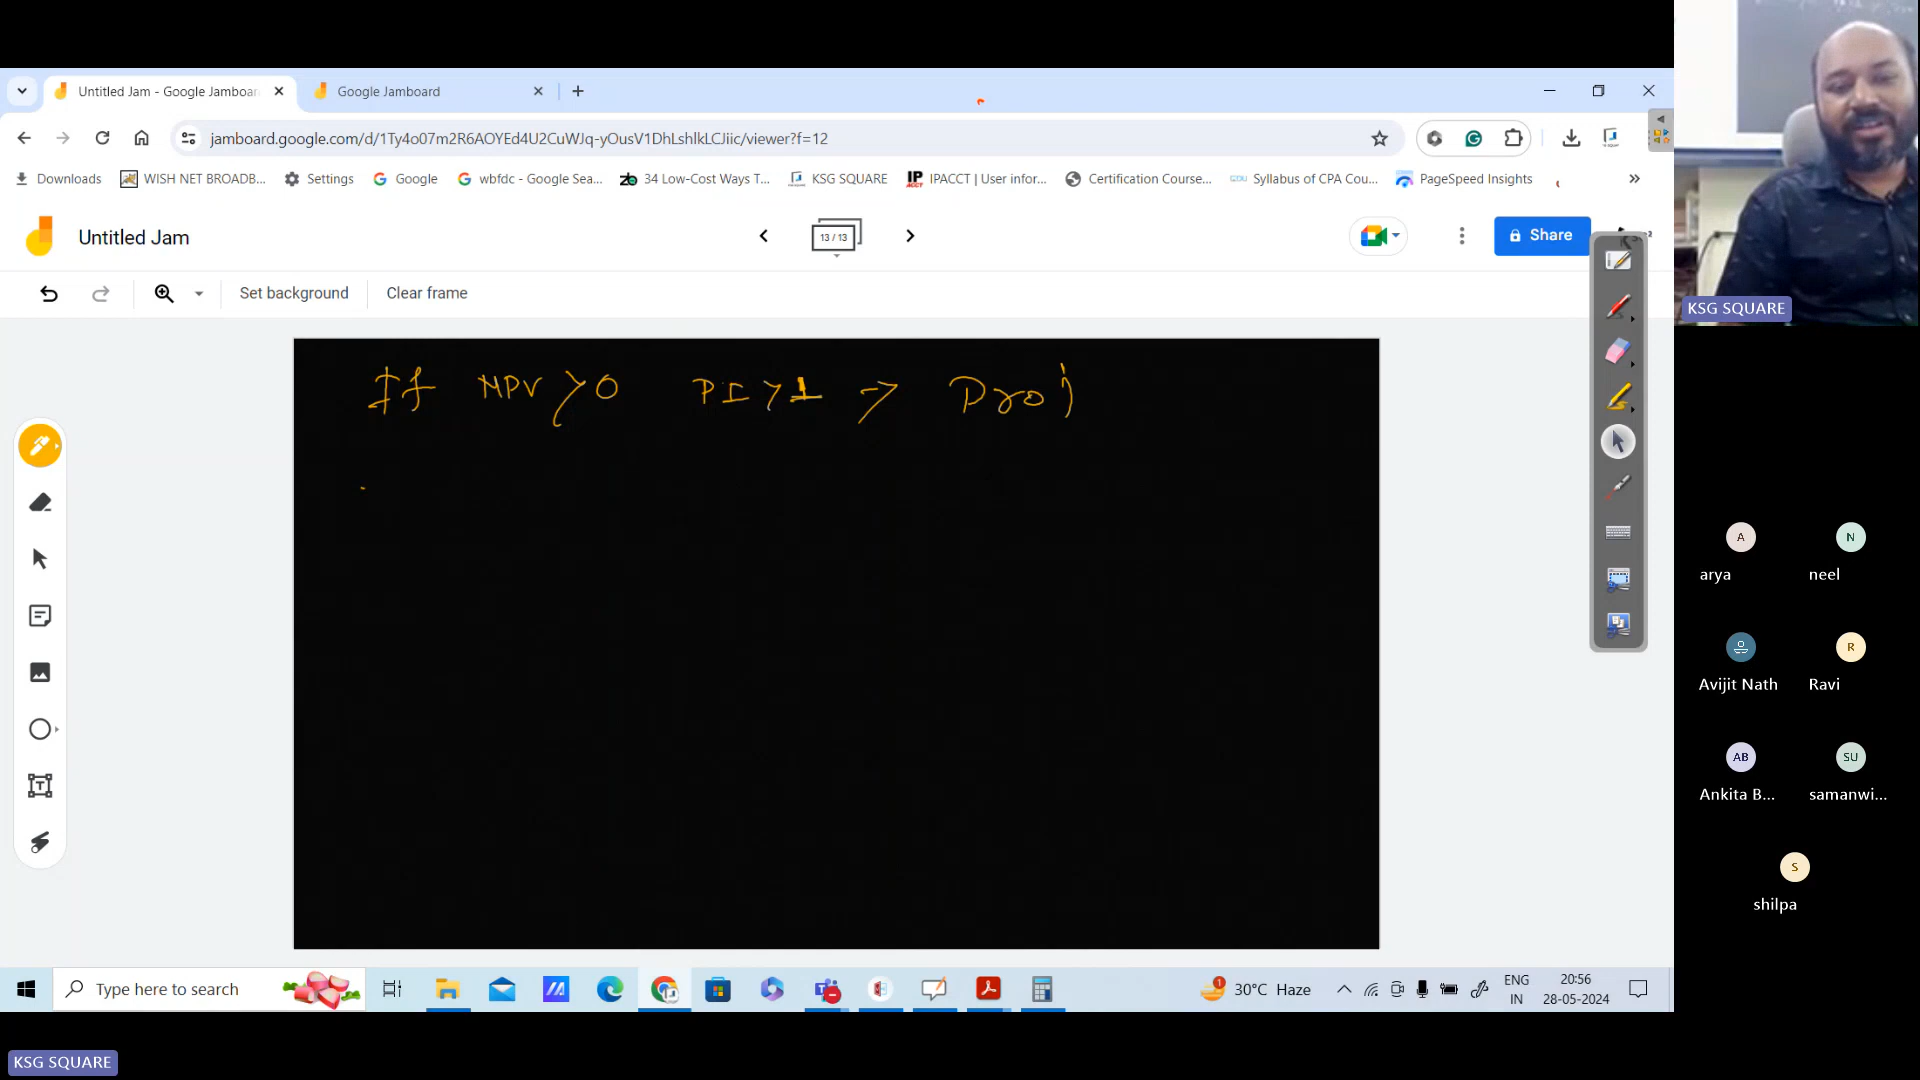 Untitled Jam - Google Jamboar
Google Jamboard
jamboard.google.com/d/1Ty4o07m2R6AOYEd4U2CuWJq-yOusV1DhLshlkLCJiic/viewer?f=12
Downloads WISH NET BROADB... Settings Google wbfdc - Google Sea... 34 Low-Cost Ways T... KSG SQUARE IPACCT | User infor... Certification Course... Syllabus of CPA Cou... PageSpeed Insights
Untitled Jam
13 / 13
Share
Set background Clear frame
If NPV > 0 PI > 1 → Proj
KSG SQUARE
A N
arya neel
R
Avijit Nath Ravi
AB SU
Ankita B... samanwi...
S
shilpa
Type here to search
1 30°C Haze
ENG 20:56
IN 28-05-2024
KSG SQUARE